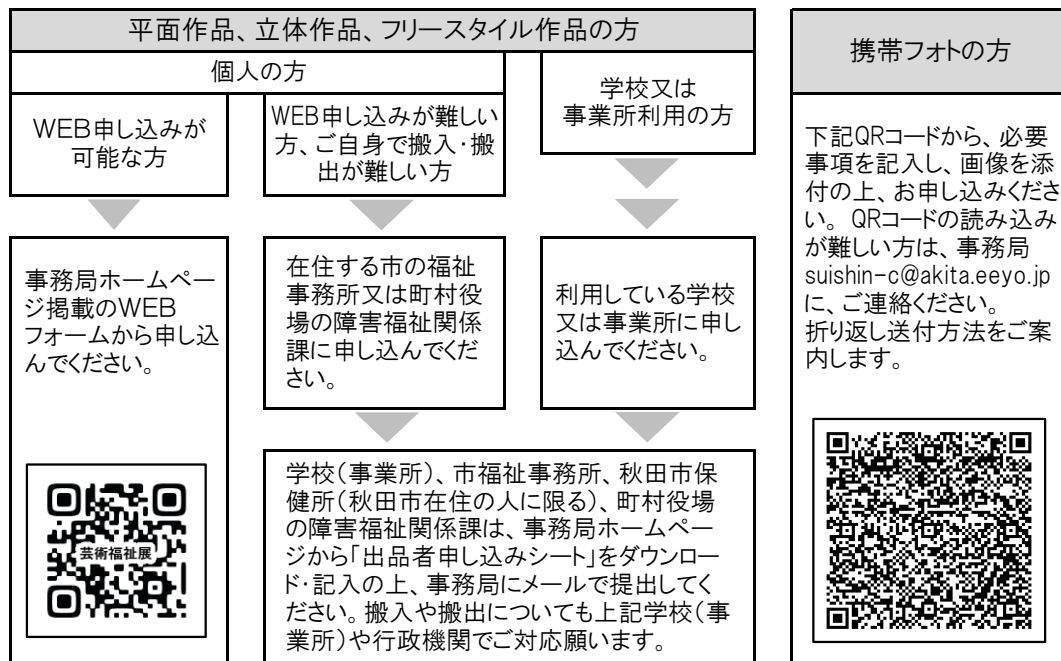 平面作品、立体作品、フリースタイル作品の方
個人の方
WEB申し込みが
可能な方
WEB申し込みが難しい
方、ご自身で搬入・搬
出が難しい方
学校又は
事業所利用の方
事務局ホームペー
ジ掲載のWEB
フォームから申し込
んでください。
在住する市の福祉
事務所又は町村役
場の障害福祉関係
課に申し込んでくだ
さい。
利用している学校
又は事業所に申し
込んでください。
芸術福祉展
学校(事業所)、市福祉事務所、秋田市保
健所(秋田市在住の人に限る)、町村役場
の障害福祉関係課は、事務局ホームペー
ジから「出品者申し込みシート」をダウンロー
ド・記入の上、事務局にメールで提出してく
ださい。搬入や搬出についても上記学校(事
業所)や行政機関でご対応願います。
携帯フォトの方
下記QRコードから、必要
事項を記入し、画像を添
付の上、お申し込みくださ
い。QRコードの読み込み
が難しい方は、事務局
suishin-c@akita.eeyo.jp
に、ご連絡ください。
折り返し送付方法をご案
内します。